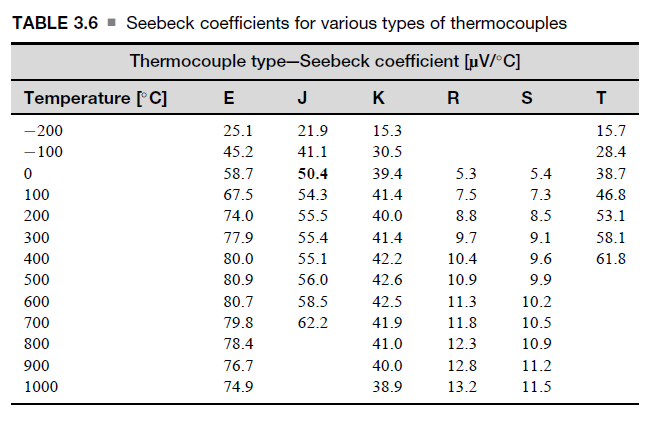 TABLE 3.6 ■ Seebeck coefficients for various types of thermocouples
Thermocouple type—Seebeck coefficient [μV/°C]
Temperature [°C] E J K R S T
−200 25.1 21.9 15.3 15.7
−100 45.2 41.1 30.5 28.4
0 58.7 50.4 39.4 5.3 5.4 38.7
100 67.5 54.3 41.4 7.5 7.3 46.8
200 74.0 55.5 40.0 8.8 8.5 53.1
300 77.9 55.4 41.4 9.7 9.1 58.1
400 80.0 55.1 42.2 10.4 9.6 61.8
500 80.9 56.0 42.6 10.9 9.9
600 80.7 58.5 42.5 11.3 10.2
700 79.8 62.2 41.9 11.8 10.5
800 78.4 41.0 12.3 10.9
900 76.7 40.0 12.8 11.2
1000 74.9 38.9 13.2 11.5